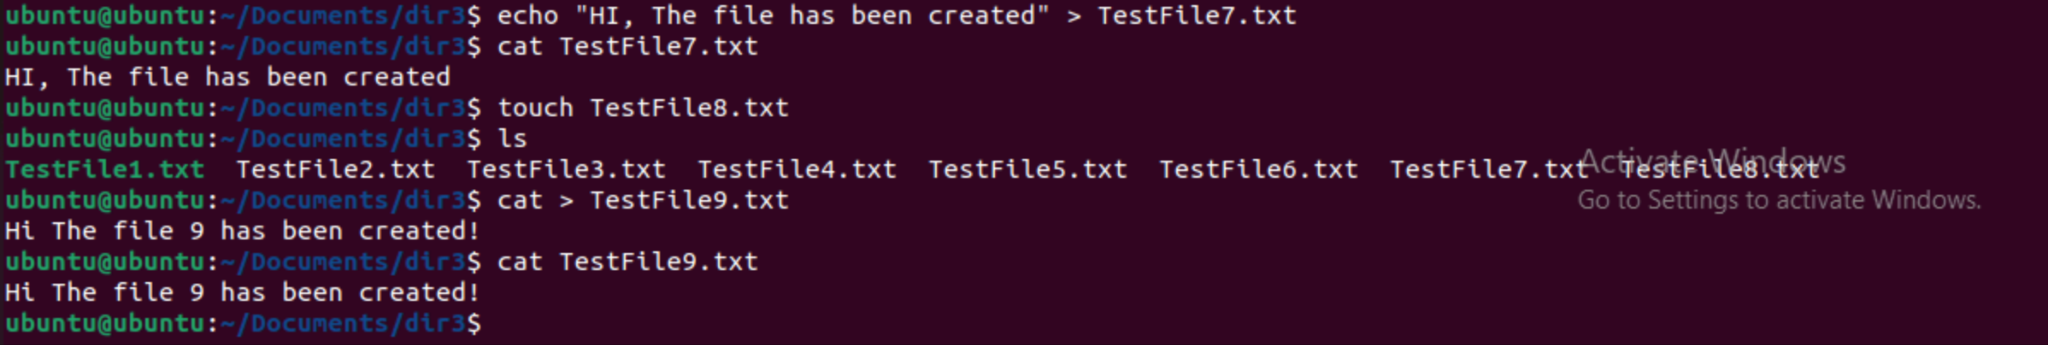 ubuntu@ubuntu:~/Documents/dir3$ echo "HI, The file has been created" > TestFile7.txt
ubuntu@ubuntu:~/Documents/dir3$ cat TestFile7.txt
HI, The file has been created
ubuntu@ubuntu:~/Documents/dir3$ touch TestFile8.txt
ubuntu@ubuntu:~/Documents/dir3$ ls
TestFile1.txt  TestFile2.txt  TestFile3.txt  TestFile4.txt  TestFile5.txt  TestFile6.txt  TestFile7.txt  TestFile8.txt
ubuntu@ubuntu:~/Documents/dir3$ cat > TestFile9.txt
Hi The file 9 has been created!
ubuntu@ubuntu:~/Documents/dir3$ cat TestFile9.txt
Hi The file 9 has been created!
ubuntu@ubuntu:~/Documents/dir3$
Activate Windows
Go to Settings to activate Windows.